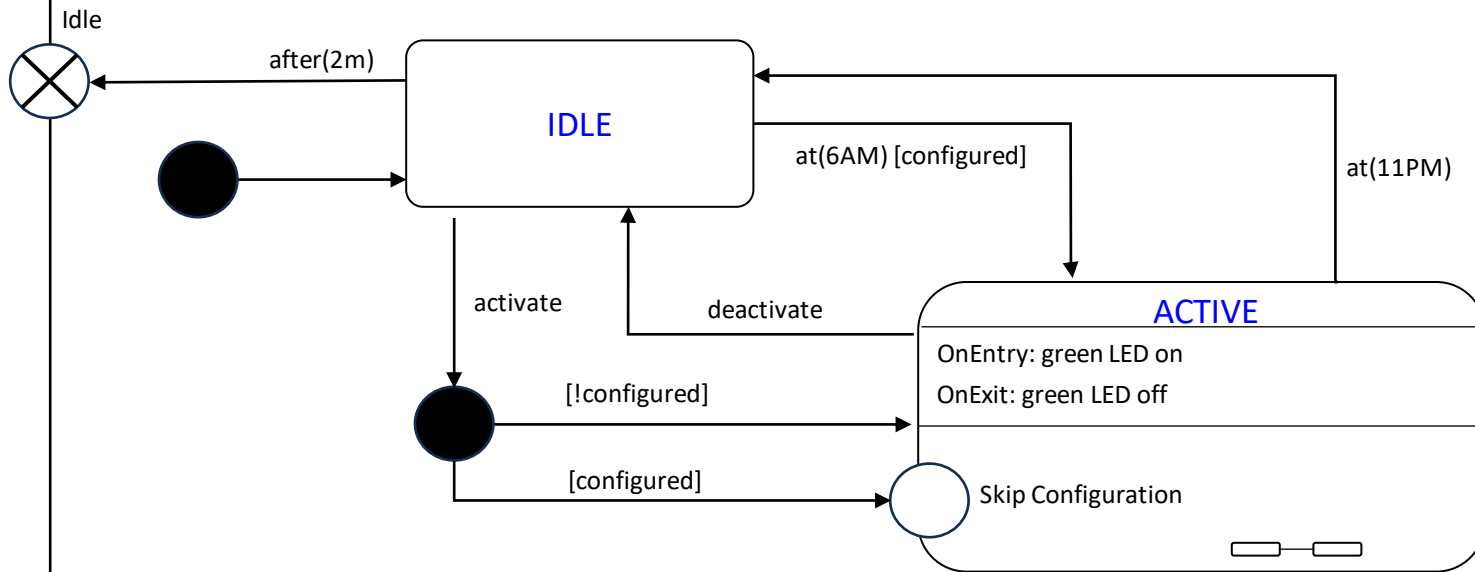 Idle
after(2m)
IDLE
at(6AM) [configured]
at(11PM)
activate
deactivate
ACTIVE
OnEntry: green LED on
OnExit: green LED off
[!configured]
[configured]
Skip Configuration